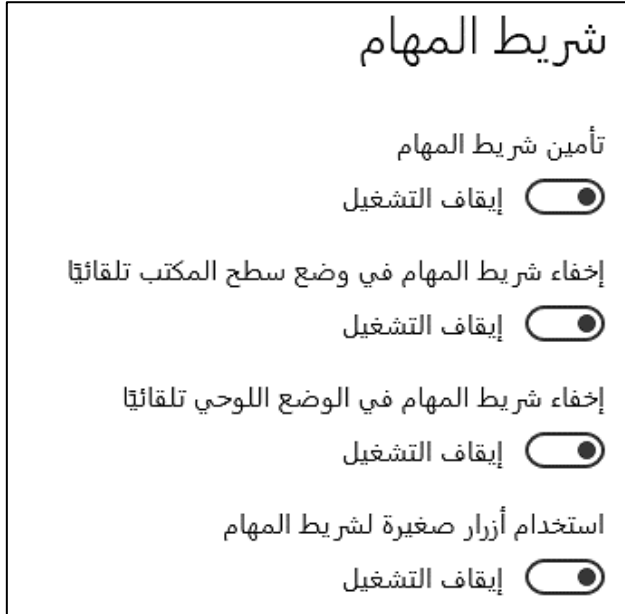 شريط المهام
تأمين شريط المهام
إيقاف التشغيل
إخفاء شريط المهام في وضع سطح المكتب تلقائيًا
إيقاف التشغيل
إخفاء شريط المهام في الوضع اللوحي تلقائيًا
إيقاف التشغيل
استخدام أزرار صغيرة لشريط المهام
إيقاف التشغيل